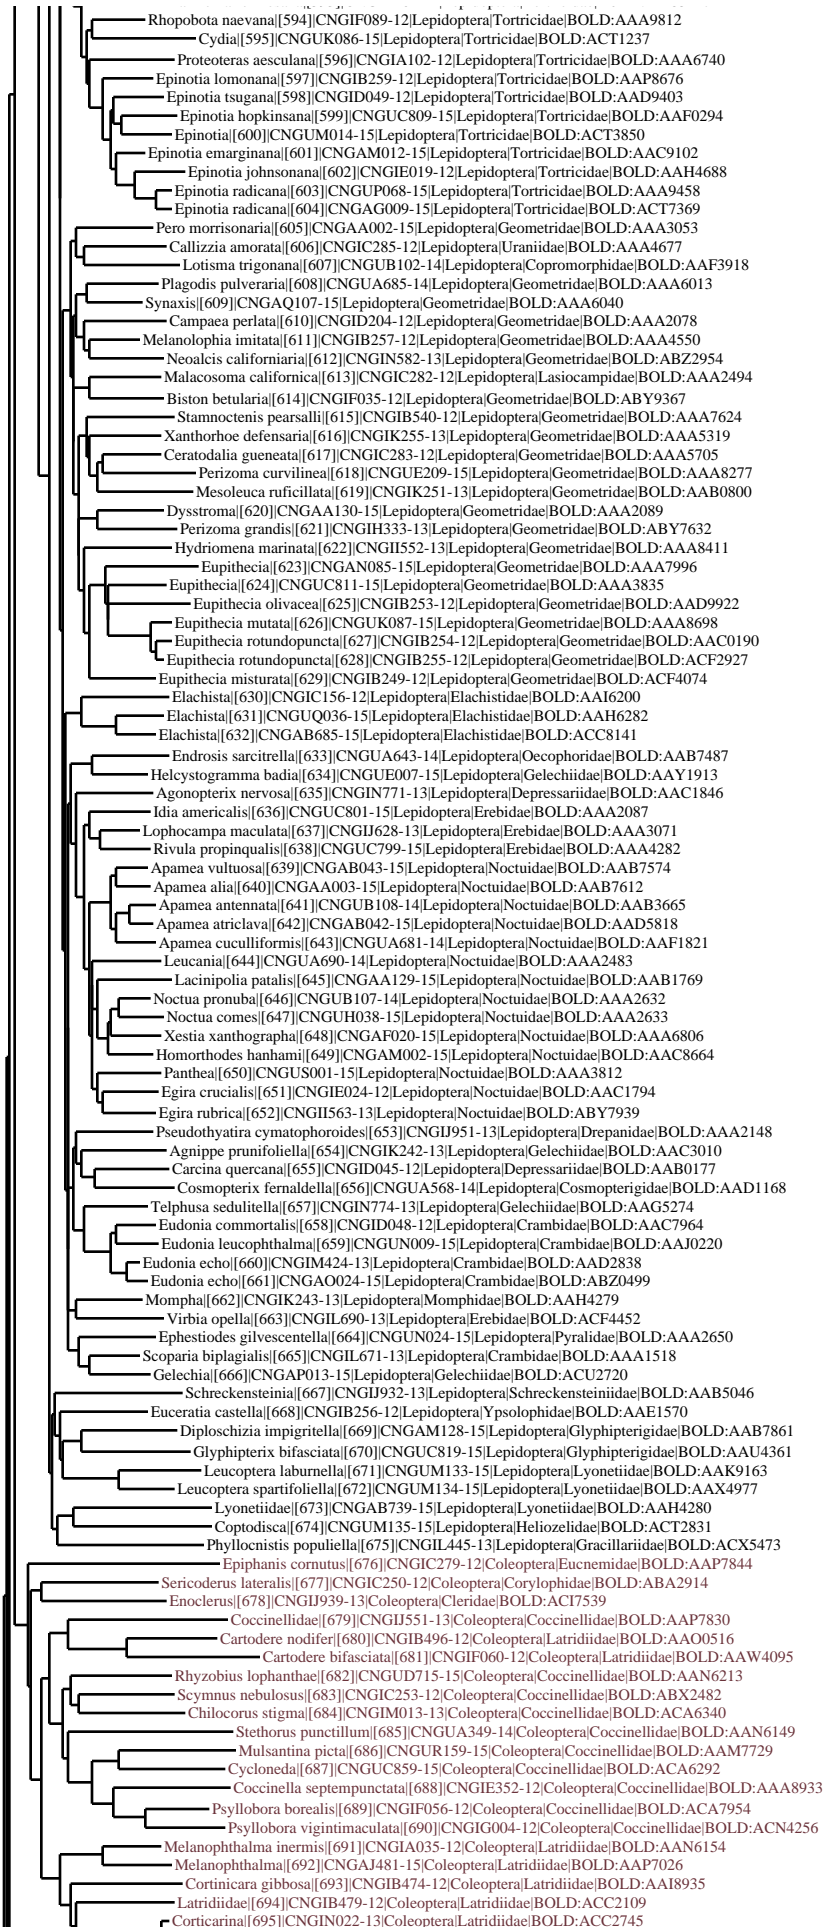 Rhopobota naevana|[594]|CNGIF089-12|Lepidoptera|Tortricidae|BOLD:AAA9812
Cydia|[595]|CNGUK086-15|Lepidoptera|Tortricidae|BOLD:ACT1237
Proteoteras aesculana|[596]|CNGIA102-12|Lepidoptera|Tortricidae|BOLD:AAA6740
Epinotia lomonana|[597]|CNGIB259-12|Lepidoptera|Tortricidae|BOLD:AAP8676
Epinotia tsugana|[598]|CNGID049-12|Lepidoptera|Tortricidae|BOLD:AAD9403
Epinotia hopkinsana|[599]|CNGUC809-15|Lepidoptera|Tortricidae|BOLD:AAF0294
Epinotia|[600]|CNGUM014-15|Lepidoptera|Tortricidae|BOLD:ACT3850
Epinotia emarginana|[601]|CNGAM012-15|Lepidoptera|Tortricidae|BOLD:AAC9102
Epinotia johnsonana|[602]|CNGIE019-12|Lepidoptera|Tortricidae|BOLD:AAH4688
Epinotia radicana|[603]|CNGUP068-15|Lepidoptera|Tortricidae|BOLD:AAA9458
Epinotia radicana|[604]|CNGAG009-15|Lepidoptera|Tortricidae|BOLD:ACT7369
Pero morrisonaria|[605]|CNGAA002-15|Lepidoptera|Geometridae|BOLD:AAA3053
Callizzia amorata|[606]|CNGIC285-12|Lepidoptera|Uraniidae|BOLD:AAA4677
Lotisma trigonana|[607]|CNGUB102-14|Lepidoptera|Copromorphidae|BOLD:AAF3918
Plagodis pulveraria|[608]|CNGUA685-14|Lepidoptera|Geometridae|BOLD:AAA6013
Synaxis|[609]|CNGAQ107-15|Lepidoptera|Geometridae|BOLD:AAA6040
Campaea perlata|[610]|CNGID204-12|Lepidoptera|Geometridae|BOLD:AAA2078
Melanolophia imitata|[611]|CNGIB257-12|Lepidoptera|Geometridae|BOLD:AAA4550
Neoalcis californiaria|[612]|CNGIN582-13|Lepidoptera|Geometridae|BOLD:ABZ2954
Malacosoma californica|[613]|CNGIC282-12|Lepidoptera|Lasiocampidae|BOLD:AAA2494
Biston betularia|[614]|CNGIF035-12|Lepidoptera|Geometridae|BOLD:ABY9367
Stamnoctenis pearsalli|[615]|CNGIB540-12|Lepidoptera|Geometridae|BOLD:AAA7624
Xanthorhoe defensaria|[616]|CNGIK255-13|Lepidoptera|Geometridae|BOLD:AAA5319
Ceratodalia gueneata|[617]|CNGIC283-12|Lepidoptera|Geometridae|BOLD:AAA5705
Perizoma curvilinea|[618]|CNGUE209-15|Lepidoptera|Geometridae|BOLD:AAA8277
Mesoleuca ruficillata|[619]|CNGIK251-13|Lepidoptera|Geometridae|BOLD:AAB0800
Dysstroma|[620]|CNGAA130-15|Lepidoptera|Geometridae|BOLD:AAA2089
Perizoma grandis|[621]|CNGIH333-13|Lepidoptera|Geometridae|BOLD:ABY7632
Hydriomena marinata|[622]|CNGII552-13|Lepidoptera|Geometridae|BOLD:AAA8411
Eupithecia|[623]|CNGAN085-15|Lepidoptera|Geometridae|BOLD:AAA7996
Eupithecia|[624]|CNGUC811-15|Lepidoptera|Geometridae|BOLD:AAA3835
Eupithecia olivacea|[625]|CNGIB253-12|Lepidoptera|Geometridae|BOLD:AAD9922
Eupithecia mutata|[626]|CNGUK087-15|Lepidoptera|Geometridae|BOLD:AAA8698
Eupithecia rotundopuncta|[627]|CNGIB254-12|Lepidoptera|Geometridae|BOLD:AAC0190
Eupithecia rotundopuncta|[628]|CNGIB255-12|Lepidoptera|Geometridae|BOLD:ACF2927
Eupithecia misturata|[629]|CNGIB249-12|Lepidoptera|Geometridae|BOLD:ACF4074
Elachista|[630]|CNGIC156-12|Lepidoptera|Elachistidae|BOLD:AAI6200
Elachista|[631]|CNGUQ036-15|Lepidoptera|Elachistidae|BOLD:AAH6282
Elachista|[632]|CNGAB685-15|Lepidoptera|Elachistidae|BOLD:ACC8141
Endrosis sarcitrella|[633]|CNGUA643-14|Lepidoptera|Oecophoridae|BOLD:AAB7487
Helcystogramma badia|[634]|CNGUE007-15|Lepidoptera|Gelechiidae|BOLD:AAY1913
Agonopterix nervosa|[635]|CNGIN771-13|Lepidoptera|Depressariidae|BOLD:AAC1846
Idia americalis|[636]|CNGUC801-15|Lepidoptera|Erebidae|BOLD:AAA2087
Lophocampa maculata|[637]|CNGIJ628-13|Lepidoptera|Erebidae|BOLD:AAA3071
Rivula propinqualis|[638]|CNGUC799-15|Lepidoptera|Erebidae|BOLD:AAA4282
Apamea vultuosa|[639]|CNGAB043-15|Lepidoptera|Noctuidae|BOLD:AAB7574
Apamea alia|[640]|CNGAA003-15|Lepidoptera|Noctuidae|BOLD:AAB7612
Apamea antennata|[641]|CNGUB108-14|Lepidoptera|Noctuidae|BOLD:AAB3665
Apamea atriclava|[642]|CNGAB042-15|Lepidoptera|Noctuidae|BOLD:AAD5818
Apamea cuculliformis|[643]|CNGUA681-14|Lepidoptera|Noctuidae|BOLD:AAF1821
Leucania|[644]|CNGUA690-14|Lepidoptera|Noctuidae|BOLD:AAA2483
Lacinipolia patalis|[645]|CNGAA129-15|Lepidoptera|Noctuidae|BOLD:AAB1769
Noctua pronuba|[646]|CNGUB107-14|Lepidoptera|Noctuidae|BOLD:AAA2632
Noctua comes|[647]|CNGUH038-15|Lepidoptera|Noctuidae|BOLD:AAA2633
Xestia xanthographa|[648]|CNGAF020-15|Lepidoptera|Noctuidae|BOLD:AAA6806
Homorthodes hanhami|[649]|CNGAM002-15|Lepidoptera|Noctuidae|BOLD:AAC8664
Panthea|[650]|CNGUS001-15|Lepidoptera|Noctuidae|BOLD:AAA3812
Egira crucialis|[651]|CNGIE024-12|Lepidoptera|Noctuidae|BOLD:AAC1794
Egira rubrica|[652]|CNGII563-13|Lepidoptera|Noctuidae|BOLD:ABY7939
Pseudothyatira cymatophoroides|[653]|CNGIJ951-13|Lepidoptera|Drepanidae|BOLD:AAA2148
Agnippe prunifoliella|[654]|CNGIK242-13|Lepidoptera|Gelechiidae|BOLD:AAC3010
Carcina quercana|[655]|CNGID045-12|Lepidoptera|Depressariidae|BOLD:AAB0177
Cosmopterix fernaldella|[656]|CNGUA568-14|Lepidoptera|Cosmopterigidae|BOLD:AAD1168
Telphusa sedulitella|[657]|CNGIN774-13|Lepidoptera|Gelechiidae|BOLD:AAG5274
Eudonia commortalis|[658]|CNGID048-12|Lepidoptera|Crambidae|BOLD:AAC7964
Eudonia leucophthalma|[659]|CNGUN009-15|Lepidoptera|Crambidae|BOLD:AAJ0220
Eudonia echo|[660]|CNGIM424-13|Lepidoptera|Crambidae|BOLD:AAD2838
Eudonia echo|[661]|CNGAO024-15|Lepidoptera|Crambidae|BOLD:ABZ0499
Mompha|[662]|CNGIK243-13|Lepidoptera|Momphidae|BOLD:AAH4279
Virbia opella|[663]|CNGIL690-13|Lepidoptera|Erebidae|BOLD:ACF4452
Ephestiodes gilvescentella|[664]|CNGUN024-15|Lepidoptera|Pyralidae|BOLD:AAA2650
Scoparia biplagialis|[665]|CNGIL671-13|Lepidoptera|Crambidae|BOLD:AAA1518
Gelechia|[666]|CNGAP013-15|Lepidoptera|Gelechiidae|BOLD:ACU2720
Schreckensteinia|[667]|CNGIJ932-13|Lepidoptera|Schreckensteiniidae|BOLD:AAB5046
Euceratia castella|[668]|CNGIB256-12|Lepidoptera|Ypsolophidae|BOLD:AAE1570
Diploschizia impigritella|[669]|CNGAM128-15|Lepidoptera|Glyphipterigidae|BOLD:AAB7861
Glyphipterix bifasciata|[670]|CNGUC819-15|Lepidoptera|Glyphipterigidae|BOLD:AAU4361
Leucoptera laburnella|[671]|CNGUM133-15|Lepidoptera|Lyonetiidae|BOLD:AAK9163
Leucoptera spartifoliella|[672]|CNGUM134-15|Lepidoptera|Lyonetiidae|BOLD:AAX4977
Lyonetiidae|[673]|CNGAB739-15|Lepidoptera|Lyonetiidae|BOLD:AAH4280
Coptodisca|[674]|CNGUM135-15|Lepidoptera|Heliozelidae|BOLD:ACT2831
Phyllocnistis populiella|[675]|CNGIL445-13|Lepidoptera|Gracillariidae|BOLD:ACX5473
Epiphanis cornutus|[676]|CNGIC279-12|Coleoptera|Eucnemidae|BOLD:AAP7844
Sericoderus lateralis|[677]|CNGIC250-12|Coleoptera|Corylophidae|BOLD:ABA2914
Enoclerus|[678]|CNGIJ939-13|Coleoptera|Cleridae|BOLD:ACI7539
Coccinellidae|[679]|CNGIJ551-13|Coleoptera|Coccinellidae|BOLD:AAP7830
Cartodere nodifer|[680]|CNGIB496-12|Coleoptera|Latridiidae|BOLD:AAO0516
Cartodere bifasciata|[681]|CNGIF060-12|Coleoptera|Latridiidae|BOLD:AAW4095
Rhyzobius lophanthae|[682]|CNGUD715-15|Coleoptera|Coccinellidae|BOLD:AAN6213
Scymnus nebulosus|[683]|CNGIC253-12|Coleoptera|Coccinellidae|BOLD:ABX2482
Chilocorus stigma|[684]|CNGIM013-13|Coleoptera|Coccinellidae|BOLD:ACA6340
Stethorus punctillum|[685]|CNGUA349-14|Coleoptera|Coccinellidae|BOLD:AAN6149
Mulsantina picta|[686]|CNGUR159-15|Coleoptera|Coccinellidae|BOLD:AAM7729
Cycloneda|[687]|CNGUC859-15|Coleoptera|Coccinellidae|BOLD:ACA6292
Coccinella septempunctata|[688]|CNGIE352-12|Coleoptera|Coccinellidae|BOLD:AAA8933
Psyllobora borealis|[689]|CNGIF056-12|Coleoptera|Coccinellidae|BOLD:ACA7954
Psyllobora vigintimaculata|[690]|CNGIG004-12|Coleoptera|Coccinellidae|BOLD:ACN4256
Melanophthalma inermis|[691]|CNGIA035-12|Coleoptera|Latridiidae|BOLD:AAN6154
Melanophthalma|[692]|CNGAJ481-15|Coleoptera|Latridiidae|BOLD:AAP7026
Cortinicara gibbosa|[693]|CNGIB474-12|Coleoptera|Latridiidae|BOLD:AAI8935
Latridiidae|[694]|CNGIB479-12|Coleoptera|Latridiidae|BOLD:ACC2109
Corticarina|[695]|CNGIN022-13|Coleoptera|Latridiidae|BOLD:ACC2745